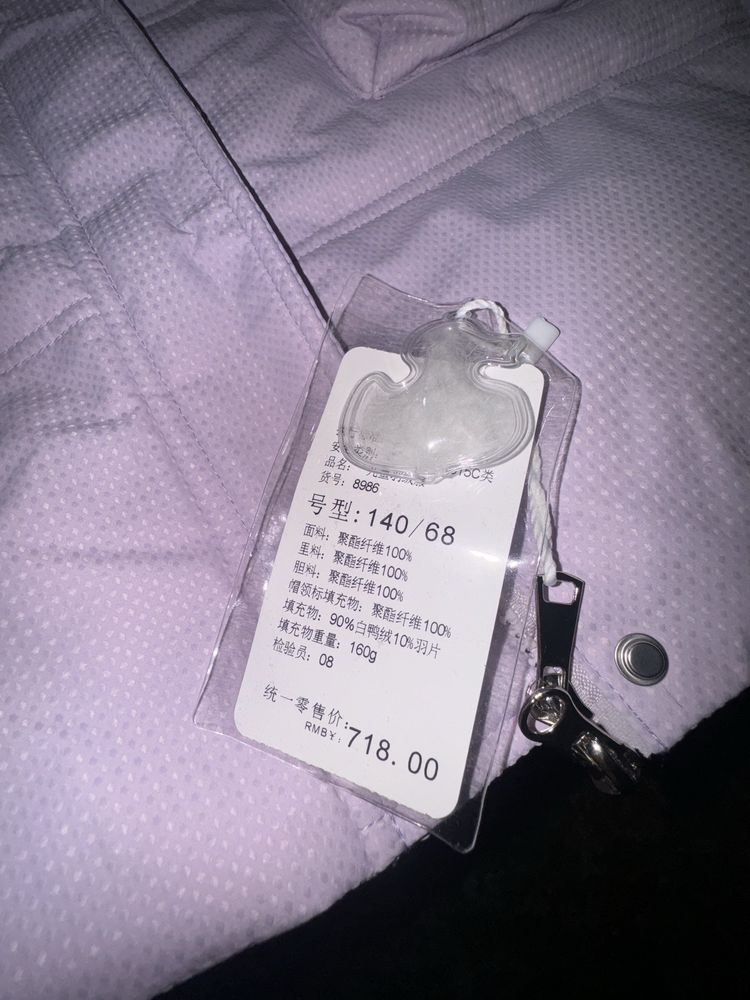 品名：
货号：8986
号型：140/68
面料：聚酯纤维100%
里料：聚酯纤维100%
胆料：聚酯纤维100%
帽领标填充物：聚酯纤维100%
填充物：90%白鸭绒10%羽片
填充物重量：160g
检验员：08
统一零售价：
RMB¥：718.00